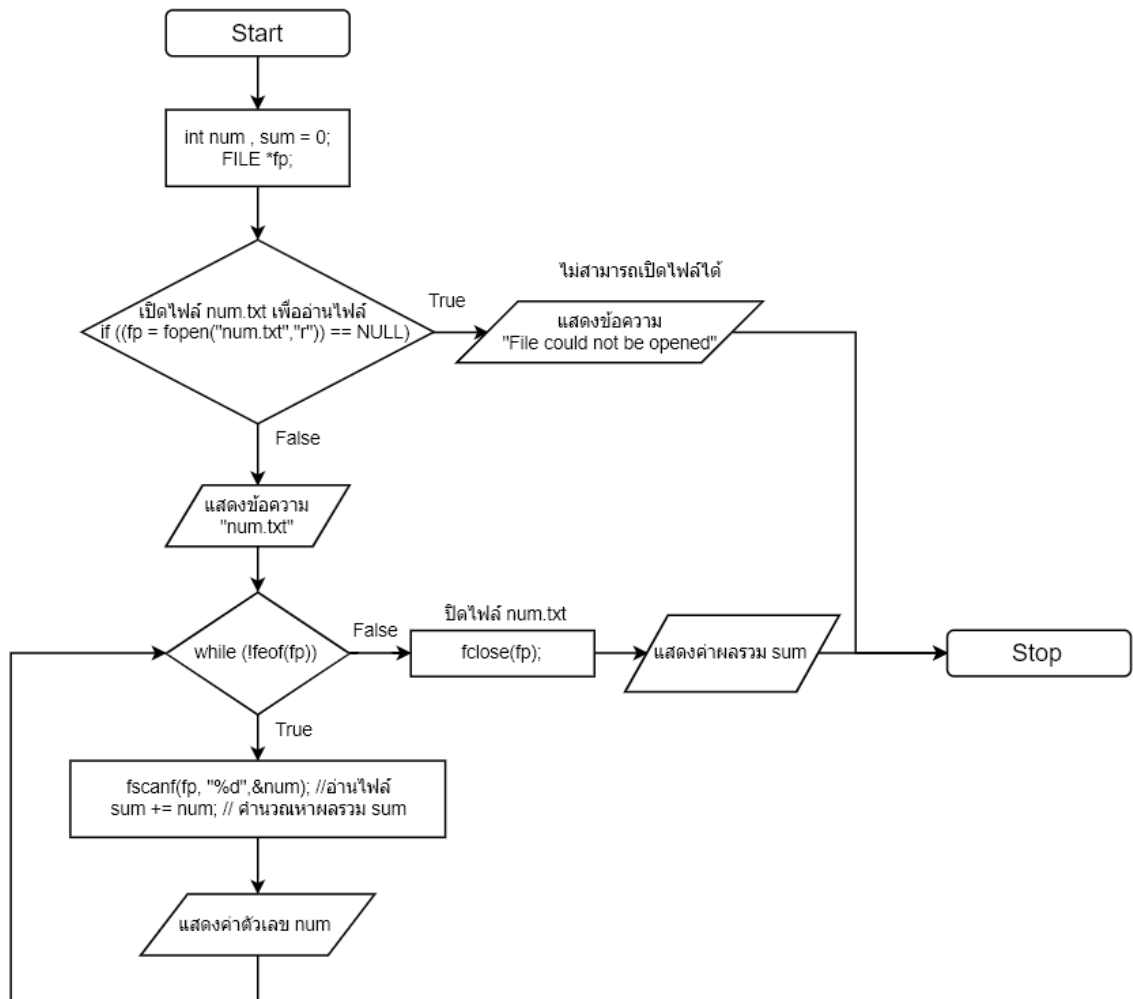 Start
int num , sum = 0;
FILE *fp;
เปิดไฟล์ num.txt เพื่ออ่านไฟล์
if ((fp = fopen("num.txt","r")) == NULL)
True
ไม่สามารถเปิดไฟล์ได้
แสดงข้อความ
"File could not be opened"
False
แสดงข้อความ
"num.txt"
while (!feof(fp))
False
ปิดไฟล์ num.txt
fclose(fp);
แสดงค่าผลรวม sum
Stop
True
fscanf(fp, "%d",&num); //อ่านไฟล์
sum += num; // คำนวณหาผลรวม sum
แสดงค่าตัวเลข num